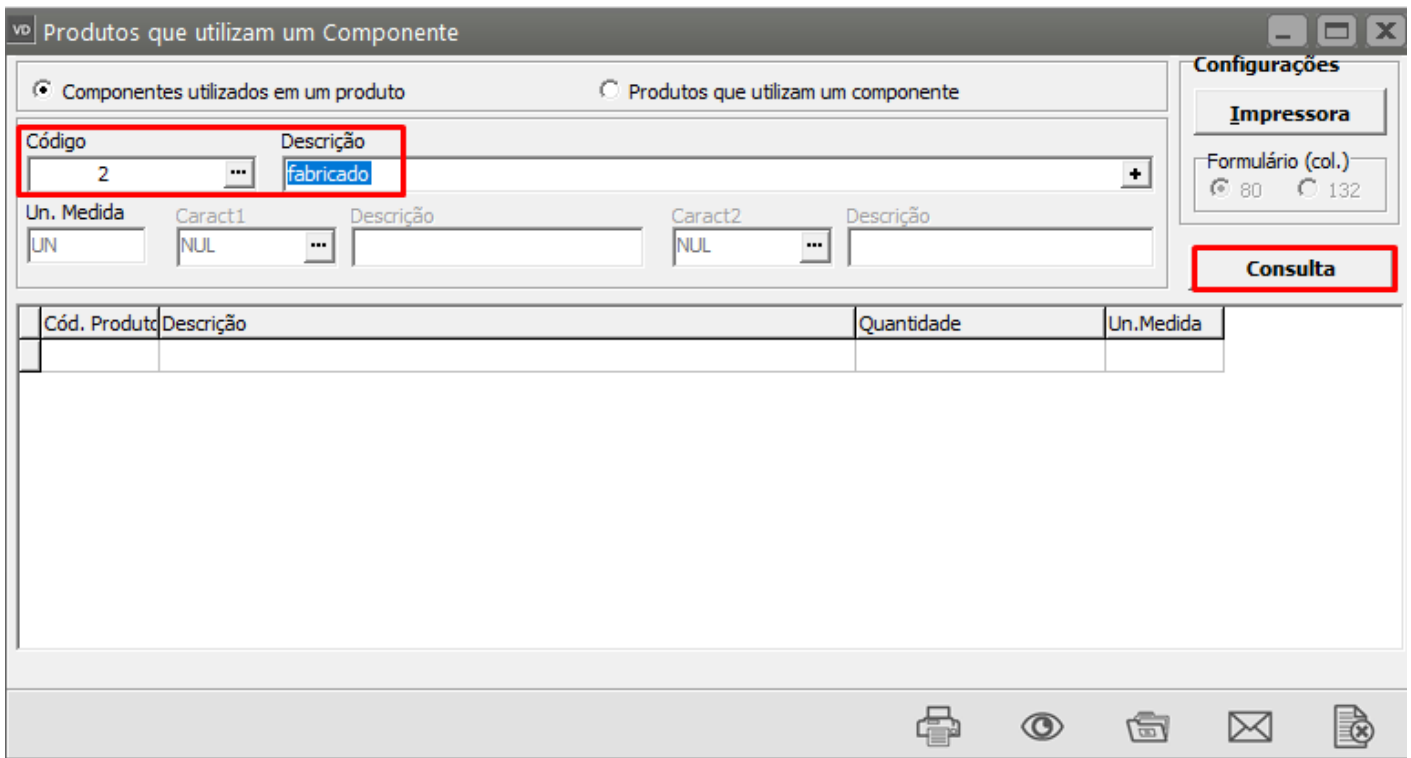 VD Produtos que utilizam um Componente
Componentes utilizados em um produto Produtos que utilizam um componente
Configurações
Impressora
Formulário (col.)
80 132
Código Descrição
2 ... fabricado +
Un. Medida Caract1 Descrição Caract2 Descrição
UN NUL ... NUL ...
Consulta
Cód. Produto Descrição Quantidade Un.Medida